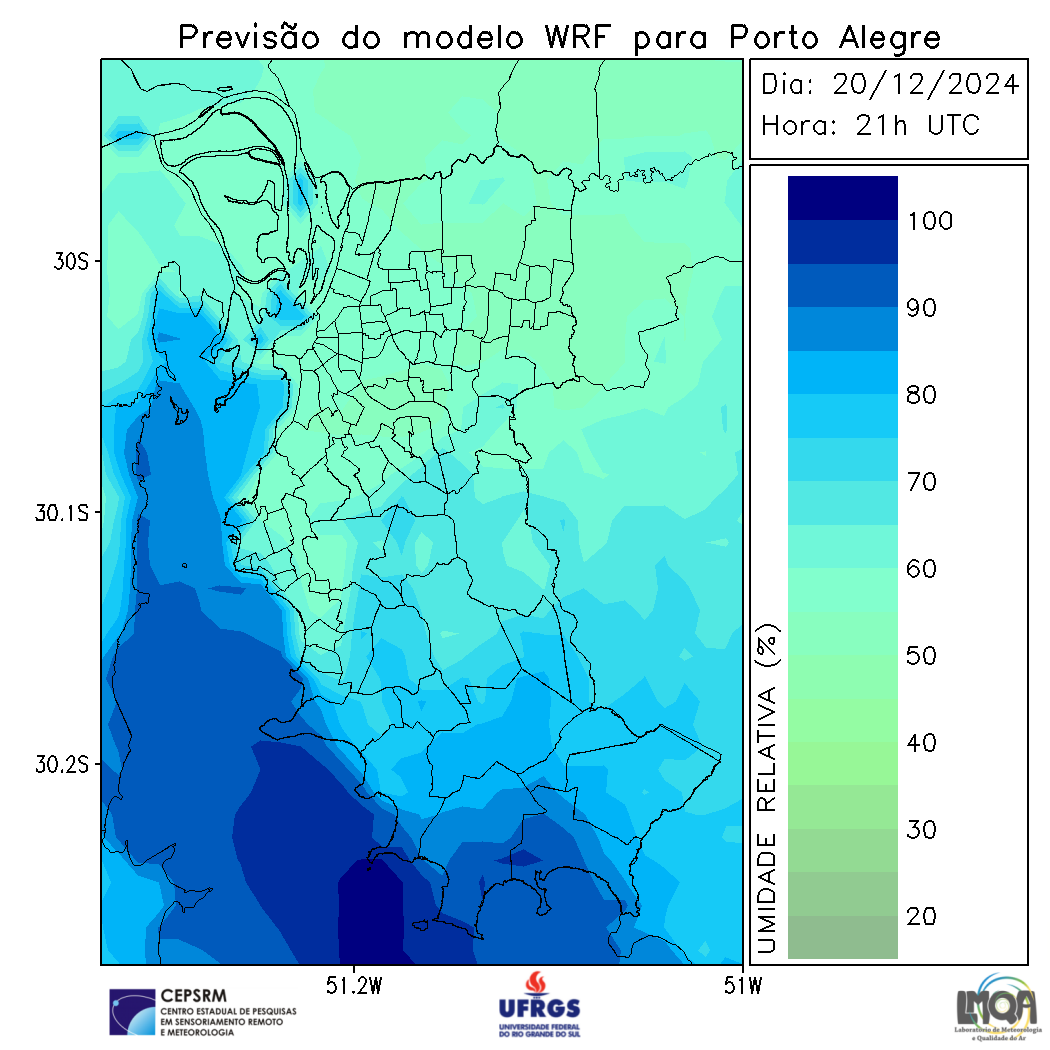 Previsão do modelo WRF para Porto Alegre
Dia: 20/12/2024
Hora: 21h UTC
30S
30.1S
30.2S
51.2W
51W
100
90
80
70
60
50
40
30
20
UMIDADE RELATIVA (%)
CEPSRM
CENTRO ESTADUAL DE PESQUISAS
EM SENSORIAMENTO REMOTO
E METEOROLOGIA
UFRGS
UNIVERSIDADE FEDERAL
DO RIO GRANDE DO SUL
LMQA
Laboratório de Meteorologia
e Qualidade do Ar